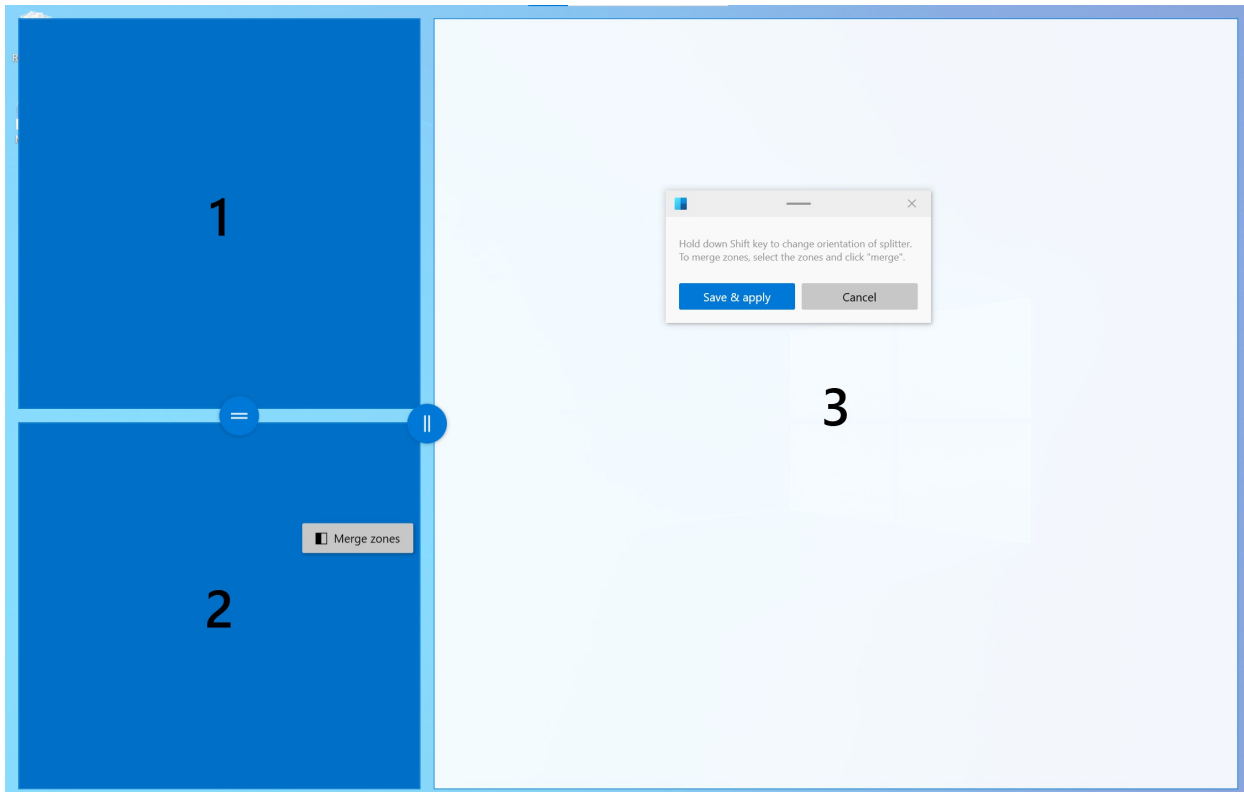 1
Hold down Shift key to change orientation of splitter.
To merge zones, select the zones and click "merge".
Save & apply
Cancel
3
Merge zones
2